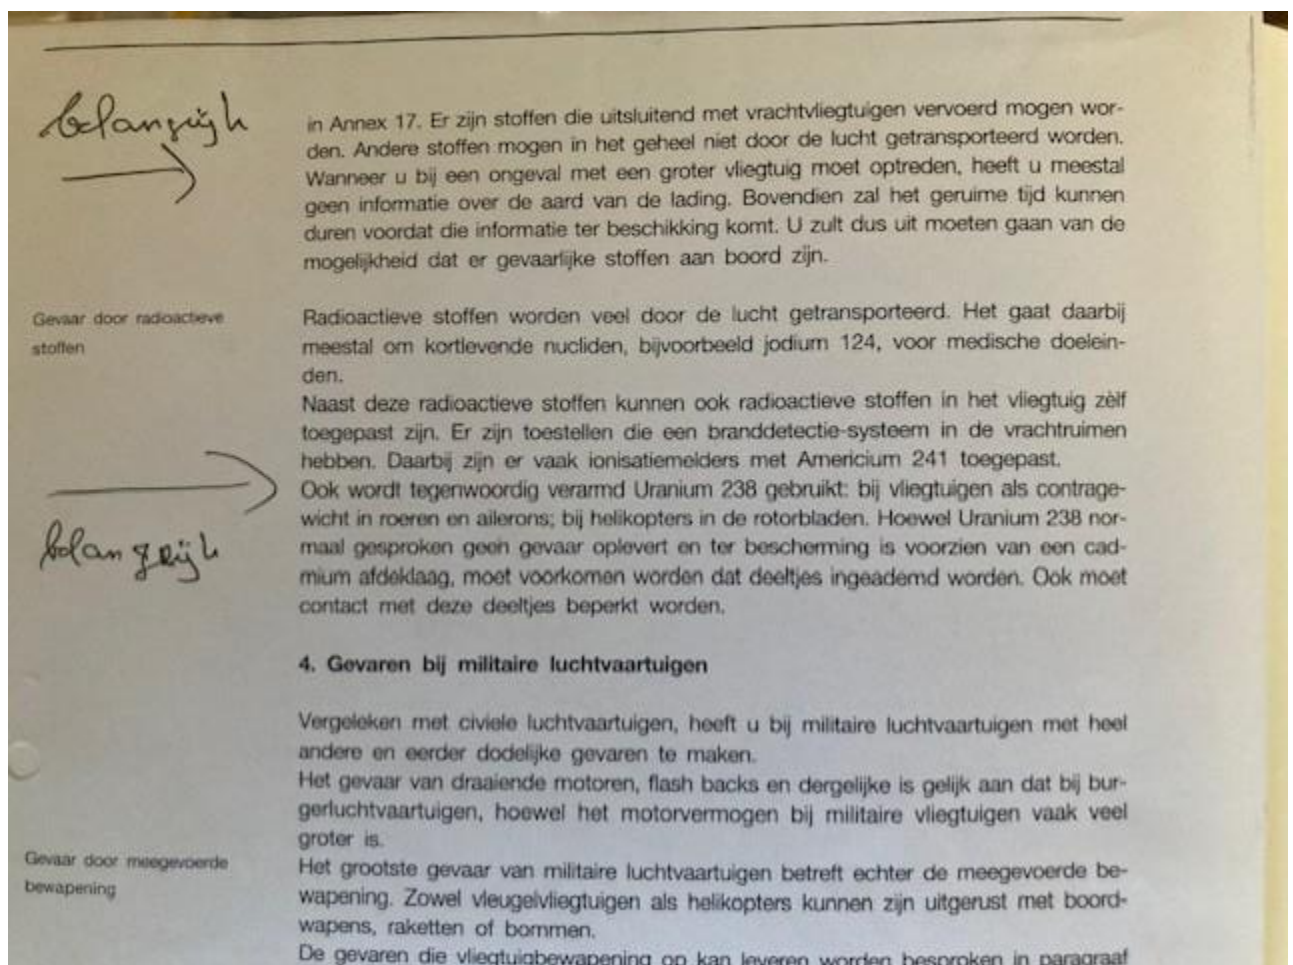 belangrijk
in Annex 17. Er zijn stoffen die uitsluitend met vrachtvliegtuigen vervoerd mogen wor-
den. Andere stoffen mogen in het geheel niet door de lucht getransporteerd worden.
Wanneer u bij een ongeval met een groter vliegtuig moet optreden, heeft u meestal
geen informatie over de aard van de lading. Bovendien zal het geruime tijd kunnen
duren voordat die informatie ter beschikking komt. U zult dus uit moeten gaan van de
mogelijkheid dat er gevaarlijke stoffen aan boord zijn.
Gevaar door radioactieve
stoffen
Radioactieve stoffen worden veel door de lucht getransporteerd. Het gaat daarbij
meestal om kortlevende nucliden, bijvoorbeeld jodium 124, voor medische doelein-
den.
Naast deze radioactieve stoffen kunnen ook radioactieve stoffen in het vliegtuig zèlf
toegepast zijn. Er zijn toestellen die een branddetectie-systeem in de vrachtruimen
hebben. Daarbij zijn er vaak ionisatiemelders met Americium 241 toegepast.
belangrijk
Ook wordt tegenwoordig verarmd Uranium 238 gebruikt: bij vliegtuigen als contrage-
wicht in roeren en ailerons; bij helikopters in de rotorbladen. Hoewel Uranium 238 nor-
maal gesproken geen gevaar oplevert en ter bescherming is voorzien van een cad-
mium afdeklaag, moet voorkomen worden dat deeltjes ingeademd worden. Ook moet
contact met deze deeltjes beperkt worden.
4. Gevaren bij militaire luchtvaartuigen
Vergeleken met civiele luchtvaartuigen, heeft u bij militaire luchtvaartuigen met heel
andere en eerder dodelijke gevaren te maken.
Het gevaar van draaiende motoren, flash backs en dergelijke is gelijk aan dat bij bur-
gerluchtvaartuigen, hoewel het motorvermogen bij militaire vliegtuigen vaak veel
groter is.
Gevaar door meegevoerde
bewapening
Het grootste gevaar van militaire luchtvaartuigen betreft echter de meegevoerde be-
wapening. Zowel vleugelvliegtuigen als helikopters kunnen zijn uitgerust met boord-
wapens, raketten of bommen.
De gevaren die vliegtuigbewapening op kan leveren worden besproken in paragraaf